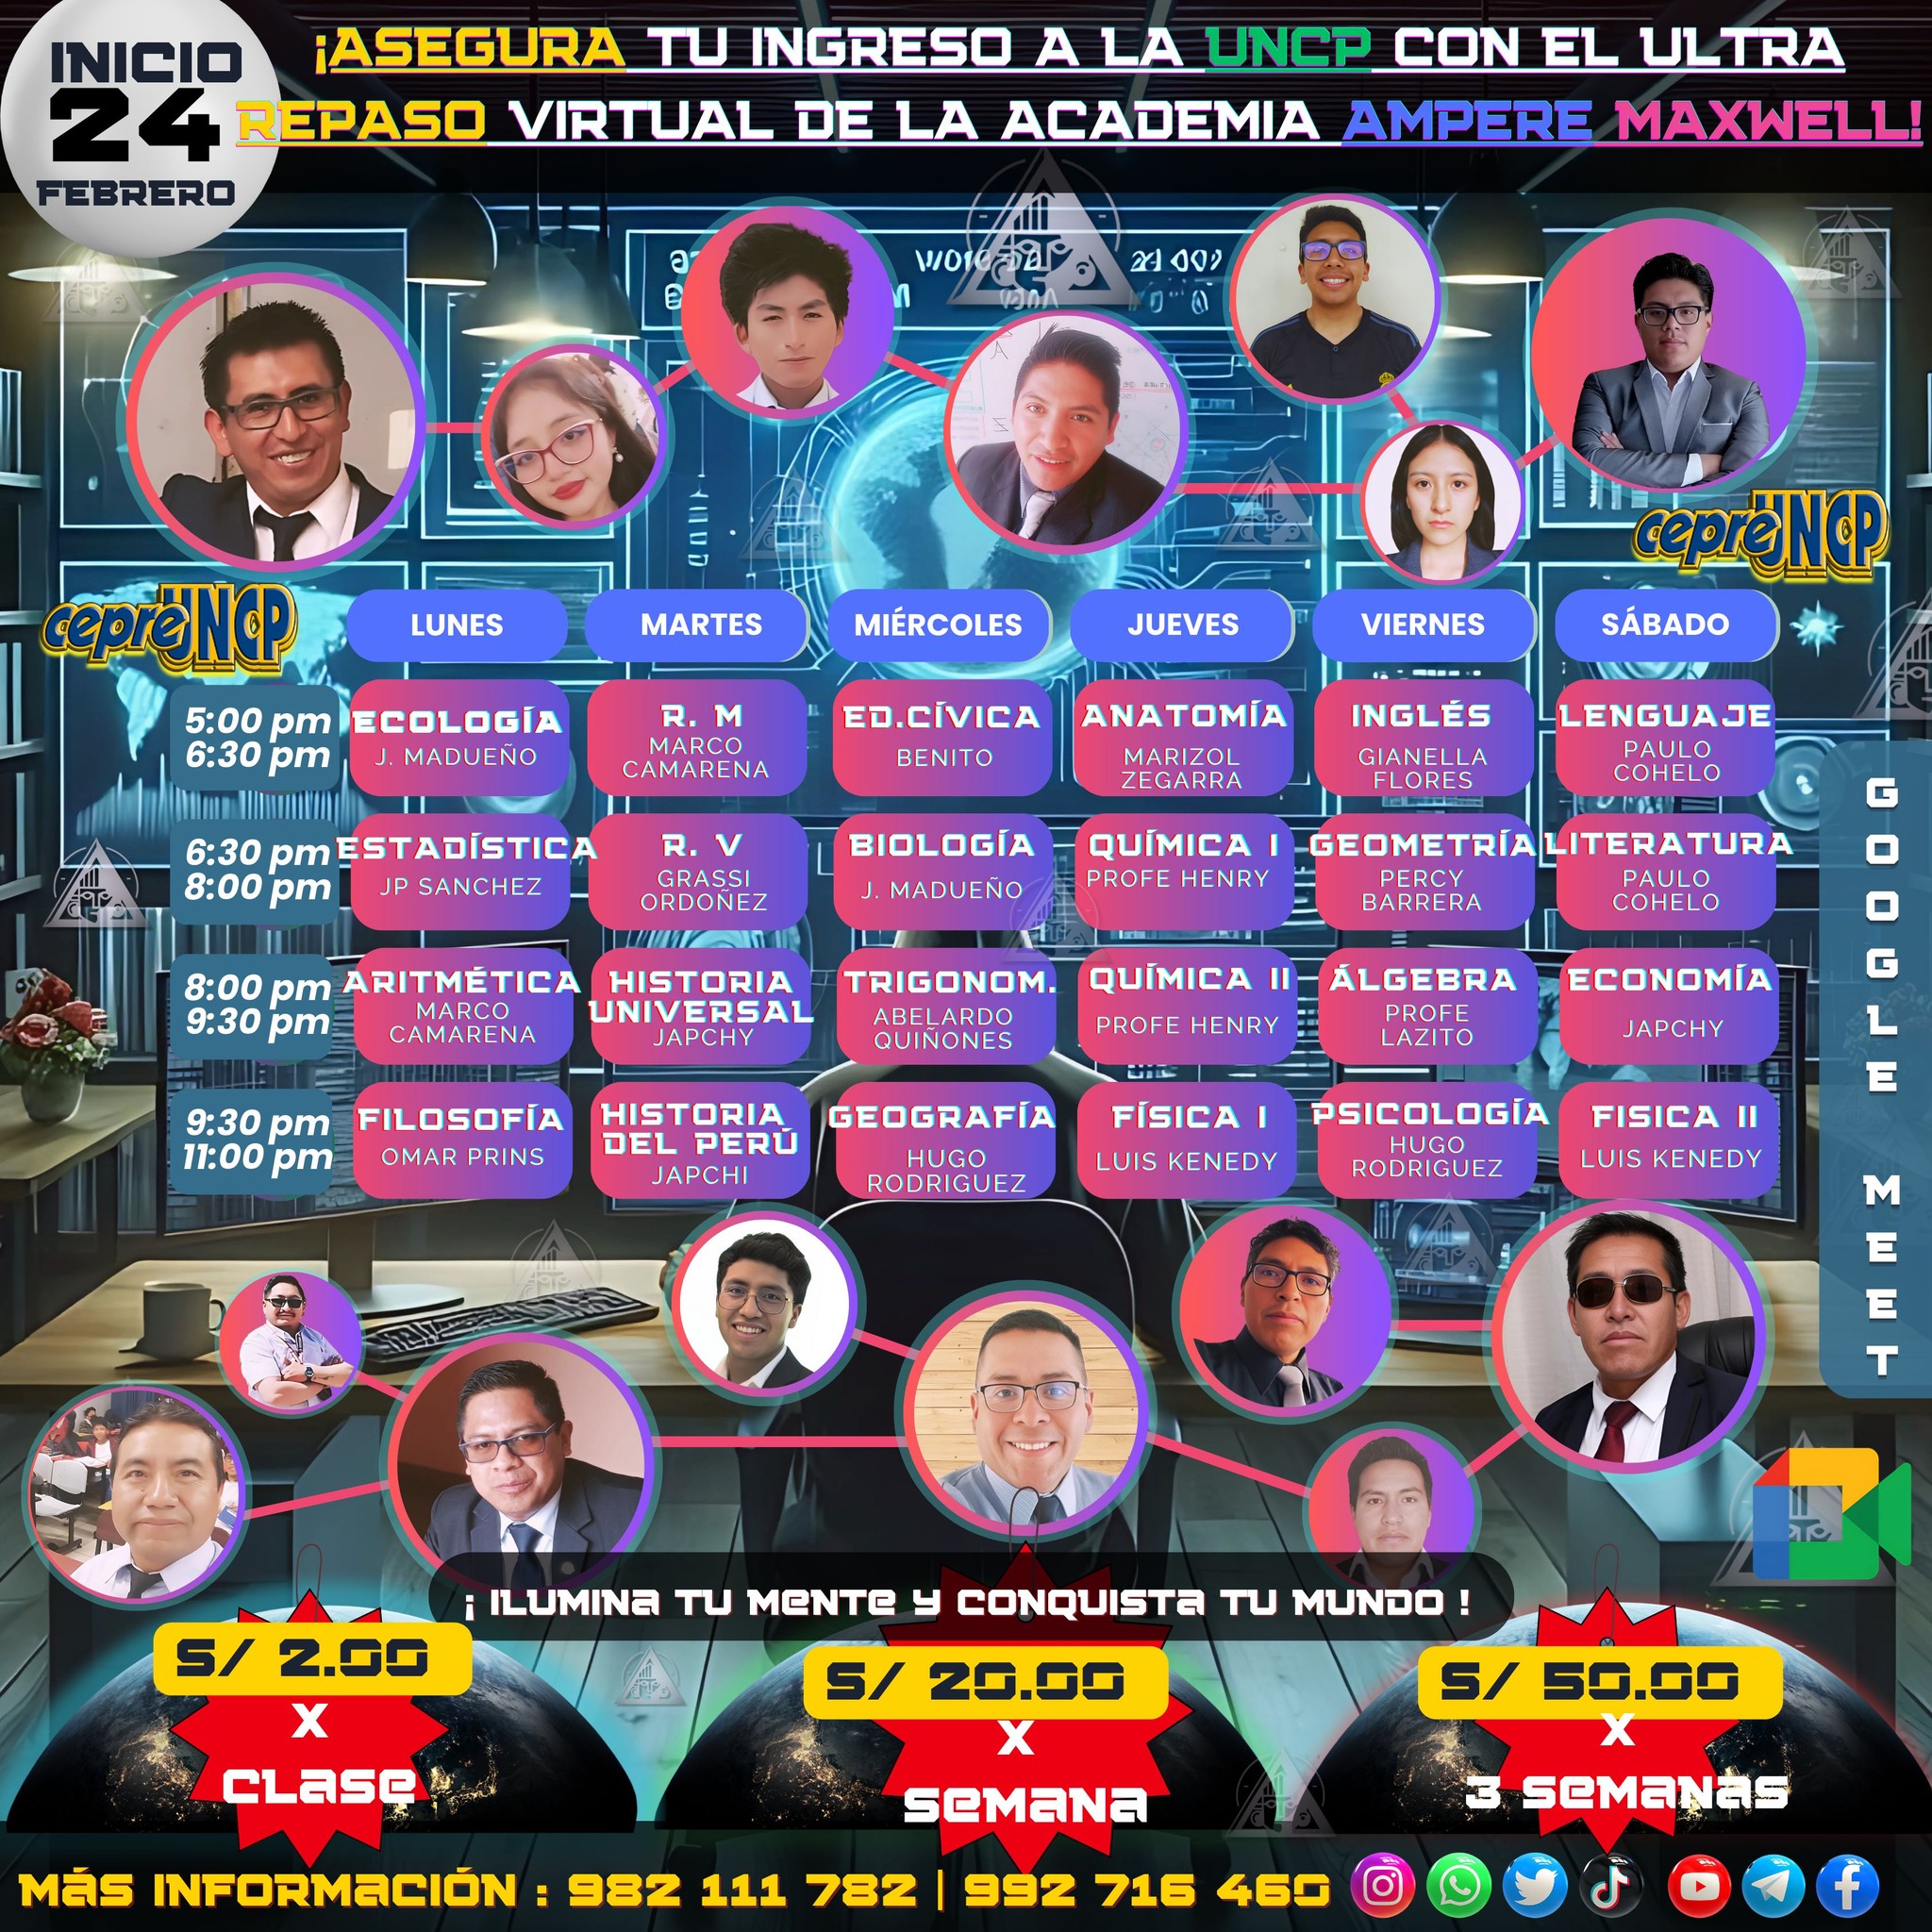 INICIO
24
FEBRERO
¡ASEGURA TU INGRESO A LA UNCP CON EL ULTRA
REPASO VIRTUAL DE LA ACADEMIA AMPERE MAXWELL!
cepreUNCP
cepreUNCP
LUNES MARTES MIÉRCOLES JUEVES VIERNES SÁBADO
5:00 pm
6:30 pm
ECOLOGÍA
J. MADUEÑO
R. M
MARCO
CAMARENA
ED.CÍVICA
BENITO
ANATOMÍA
MARIZOL
ZEGARRA
INGLÉS
GIANELLA
FLORES
LENGUAJE
PAULO
COHELO
6:30 pm
8:00 pm
ESTADÍSTICA
JP SANCHEZ
R. V
GRASSI
ORDOÑEZ
BIOLOGÍA
J. MADUEÑO
QUÍMICA I
PROFE HENRY
GEOMETRÍA
PERCY
BARRERA
LITERATURA
PAULO
COHELO
8:00 pm
9:30 pm
ARITMÉTICA
MARCO
CAMARENA
HISTORIA
UNIVERSAL
JAPCHY
TRIGONOM.
ABELARDO
QUIÑONES
QUÍMICA II
PROFE HENRY
ÁLGEBRA
PROFE
LAZITO
ECONOMÍA
JAPCHY
9:30 pm
11:00 pm
FILOSOFÍA
OMAR PRINS
HISTORIA
DEL PERÚ
JAPCHI
GEOGRAFÍA
HUGO
RODRIGUEZ
FÍSICA I
LUIS KENEDY
PSICOLOGÍA
HUGO
RODRIGUEZ
FISICA II
LUIS KENEDY
GOOGLE MEET
¡ ILUMINa TU MeNTe Y CONQUISTa TU MUNDO !
S/ 2.00
X
CLase
S/ 20.00
X
seMana
S/ 50.00
X
3 seMANAS
MáS INFORMaCIÓN : 982 111 782 | 992 716 460